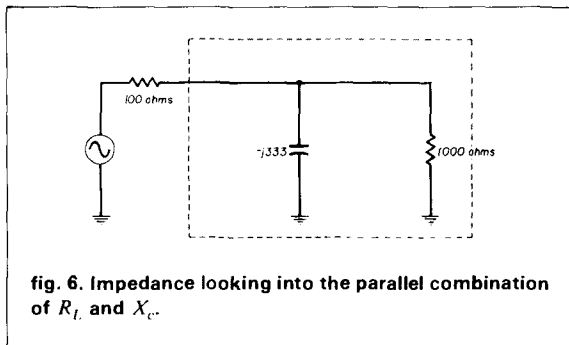 100 ohms
-j333
1000 ohms
fig. 6. Impedance looking into the parallel combination
of R_L and X_c.